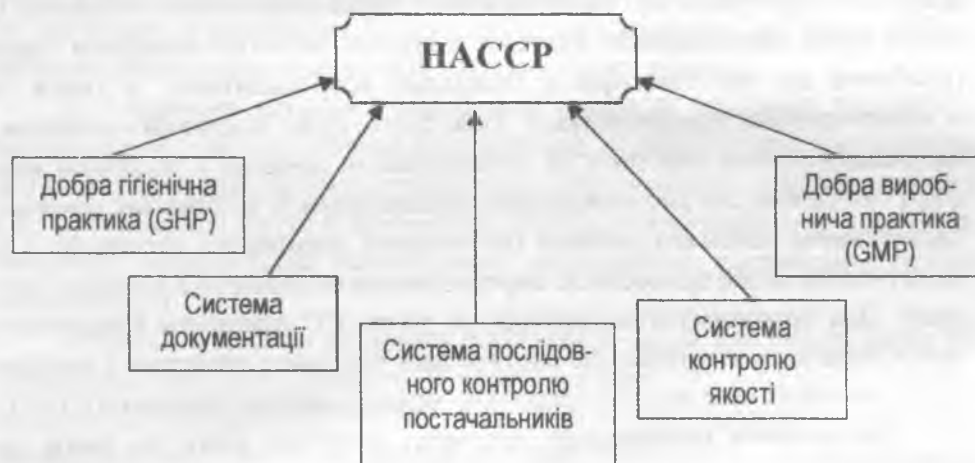 НАССР
Добра гігієнічна
практика (GHP)
Система
документації
Система послідов-
ного контролю
постачальників
Система
контролю
якості
Добра вироб-
нича практика
(GMP)